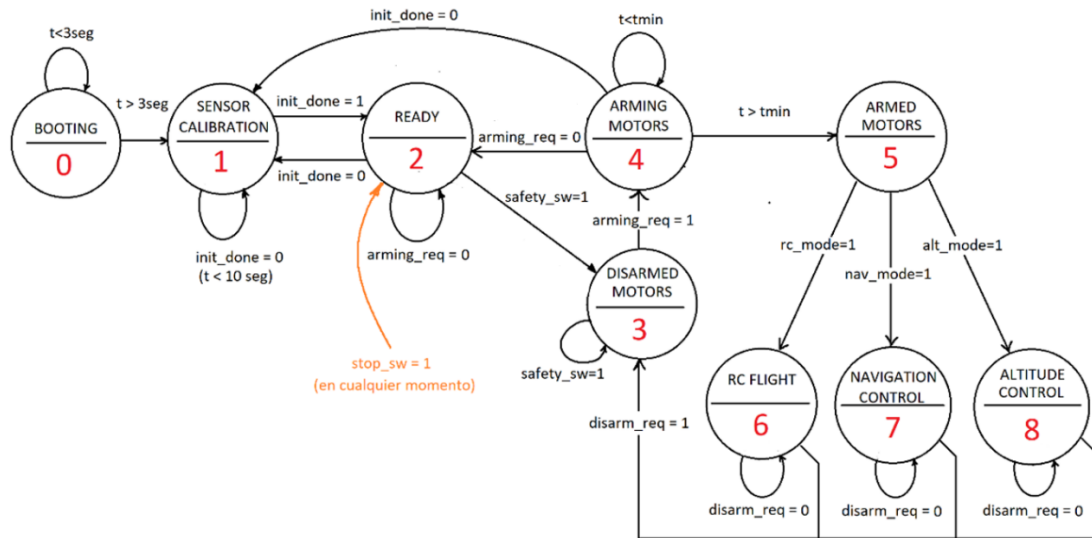 init_done = 0
t<3seg
t<tmin
BOOTING
0
t > 3seg
SENSOR
CALIBRATION
1
init_done = 1
init_done = 0
READY
2
arming_req = 0
ARMING
MOTORS
4
t > tmin
ARMED
MOTORS
5
init_done = 0
(t < 10 seg)
arming_req = 0
safety_sw=1
arming_req = 1
rc_mode=1
nav_mode=1
alt_mode=1
DISARMED
MOTORS
3
safety_sw=1
stop_sw = 1
(en cualquier momento)
disarm_req = 1
RC FLIGHT
6
NAVIGATION
CONTROL
7
ALTITUDE
CONTROL
8
disarm_req = 0
disarm_req = 0
disarm_req = 0